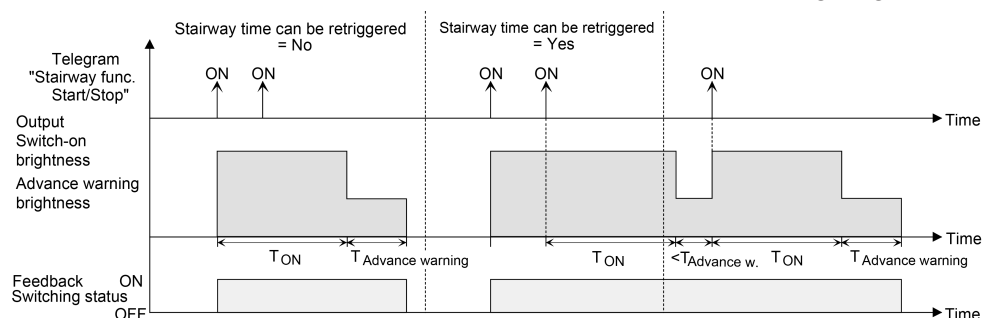 Stairway time can be retriggered
= No
Stairway time can be retriggered
= Yes
Telegram
"Stairway func.
Start/Stop"
ON
ON
ON
ON
ON
Time
Output
Switch-on
brightness
Advance warning
brightness
Time
TON
TAdvance warning
TON
<TAdvance w.
TON
TAdvance warning
Feedback ON
Switching status
OFF
Time